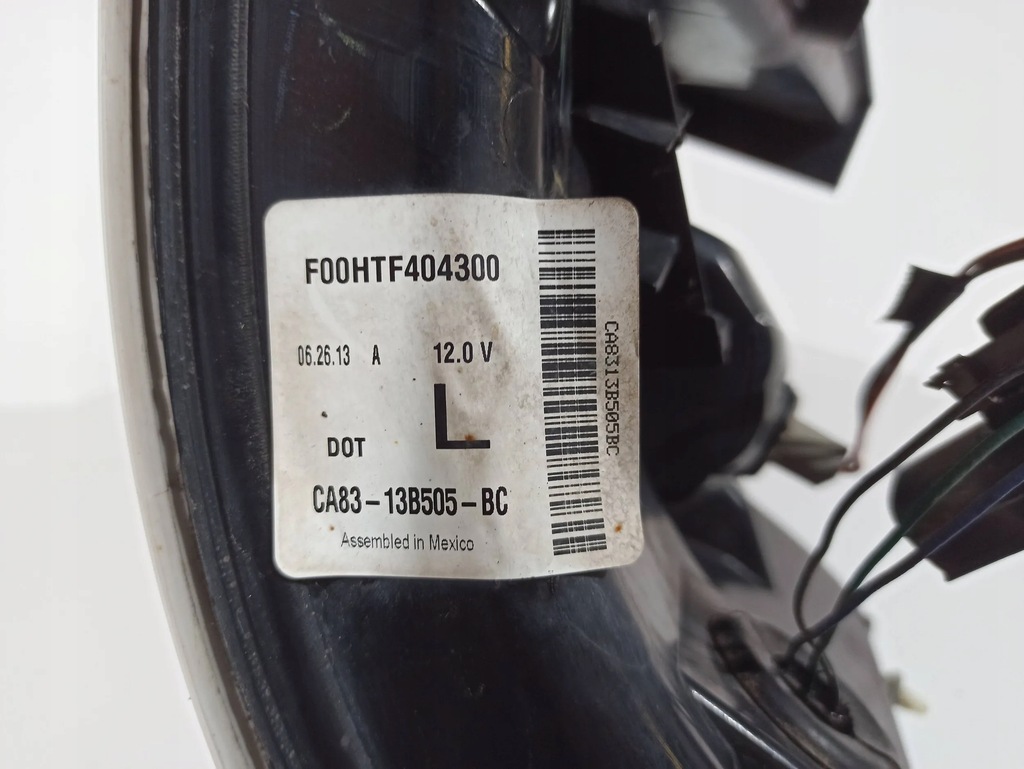 F00HTF404300
06.26.13 A 12.0 V
L
DOT
CA83-13B505-BC
Assembled in Mexico
CA8313B505BC